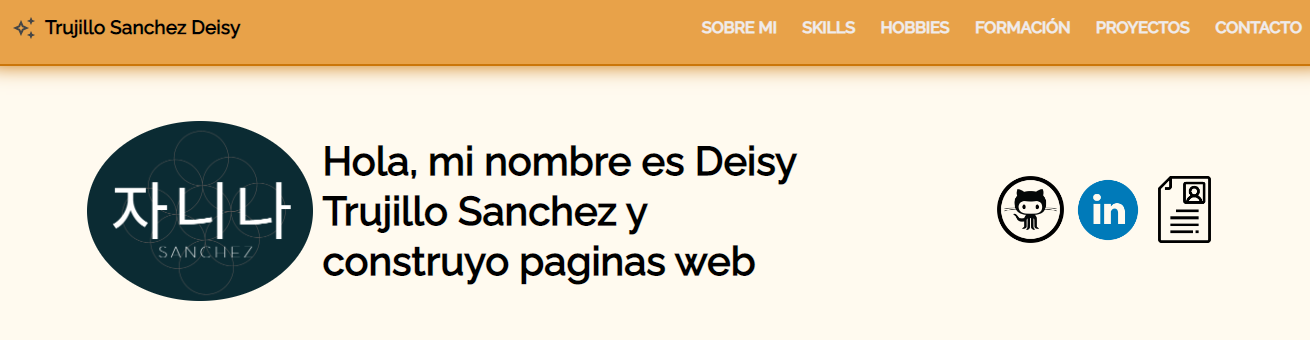 Trujillo Sanchez Deisy
SOBRE MI
SKILLS
HOBBIES
FORMACIÓN
PROYECTOS
CONTACTO
자니나
SANCHEZ
Hola, mi nombre es Deisy
Trujillo Sanchez y
construyo paginas web
in